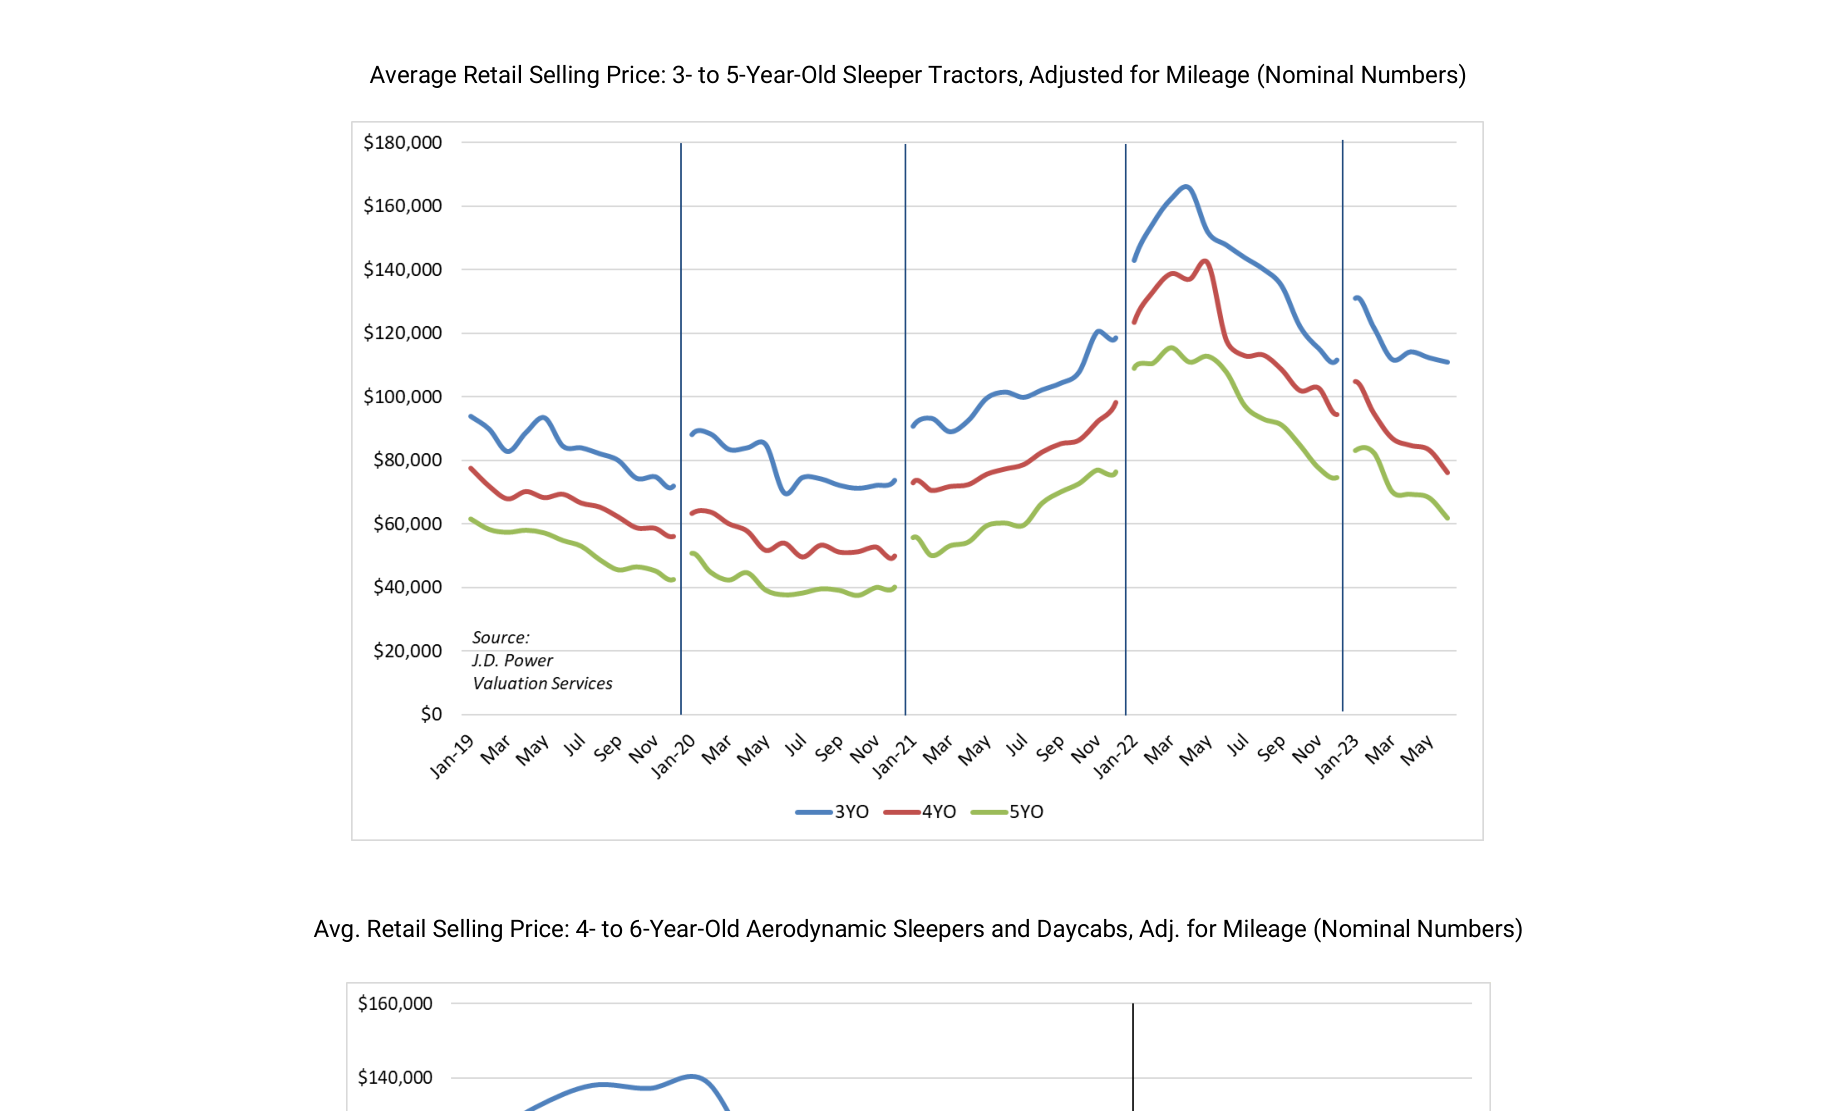 Average Retail Selling Price: 3- to 5-Year-Old Sleeper Tractors, Adjusted for Mileage (Nominal Numbers)
$180,000
$160,000
$140,000
$120,000
$100,000
$80,000
$60,000
$40,000
$20,000
$0
Source:
J.D. Power
Valuation Services
Jan-19 Mar May Jul Sep Nov Jan-20 Mar May Jul Sep Nov Jan-21 Mar May Jul Sep Nov Jan-22 Mar May Jul Sep Nov Jan-23 Mar May
3YO 4YO 5YO
Avg. Retail Selling Price: 4- to 6-Year-Old Aerodynamic Sleepers and Daycabs, Adj. for Mileage (Nominal Numbers)
$160,000
$140,000